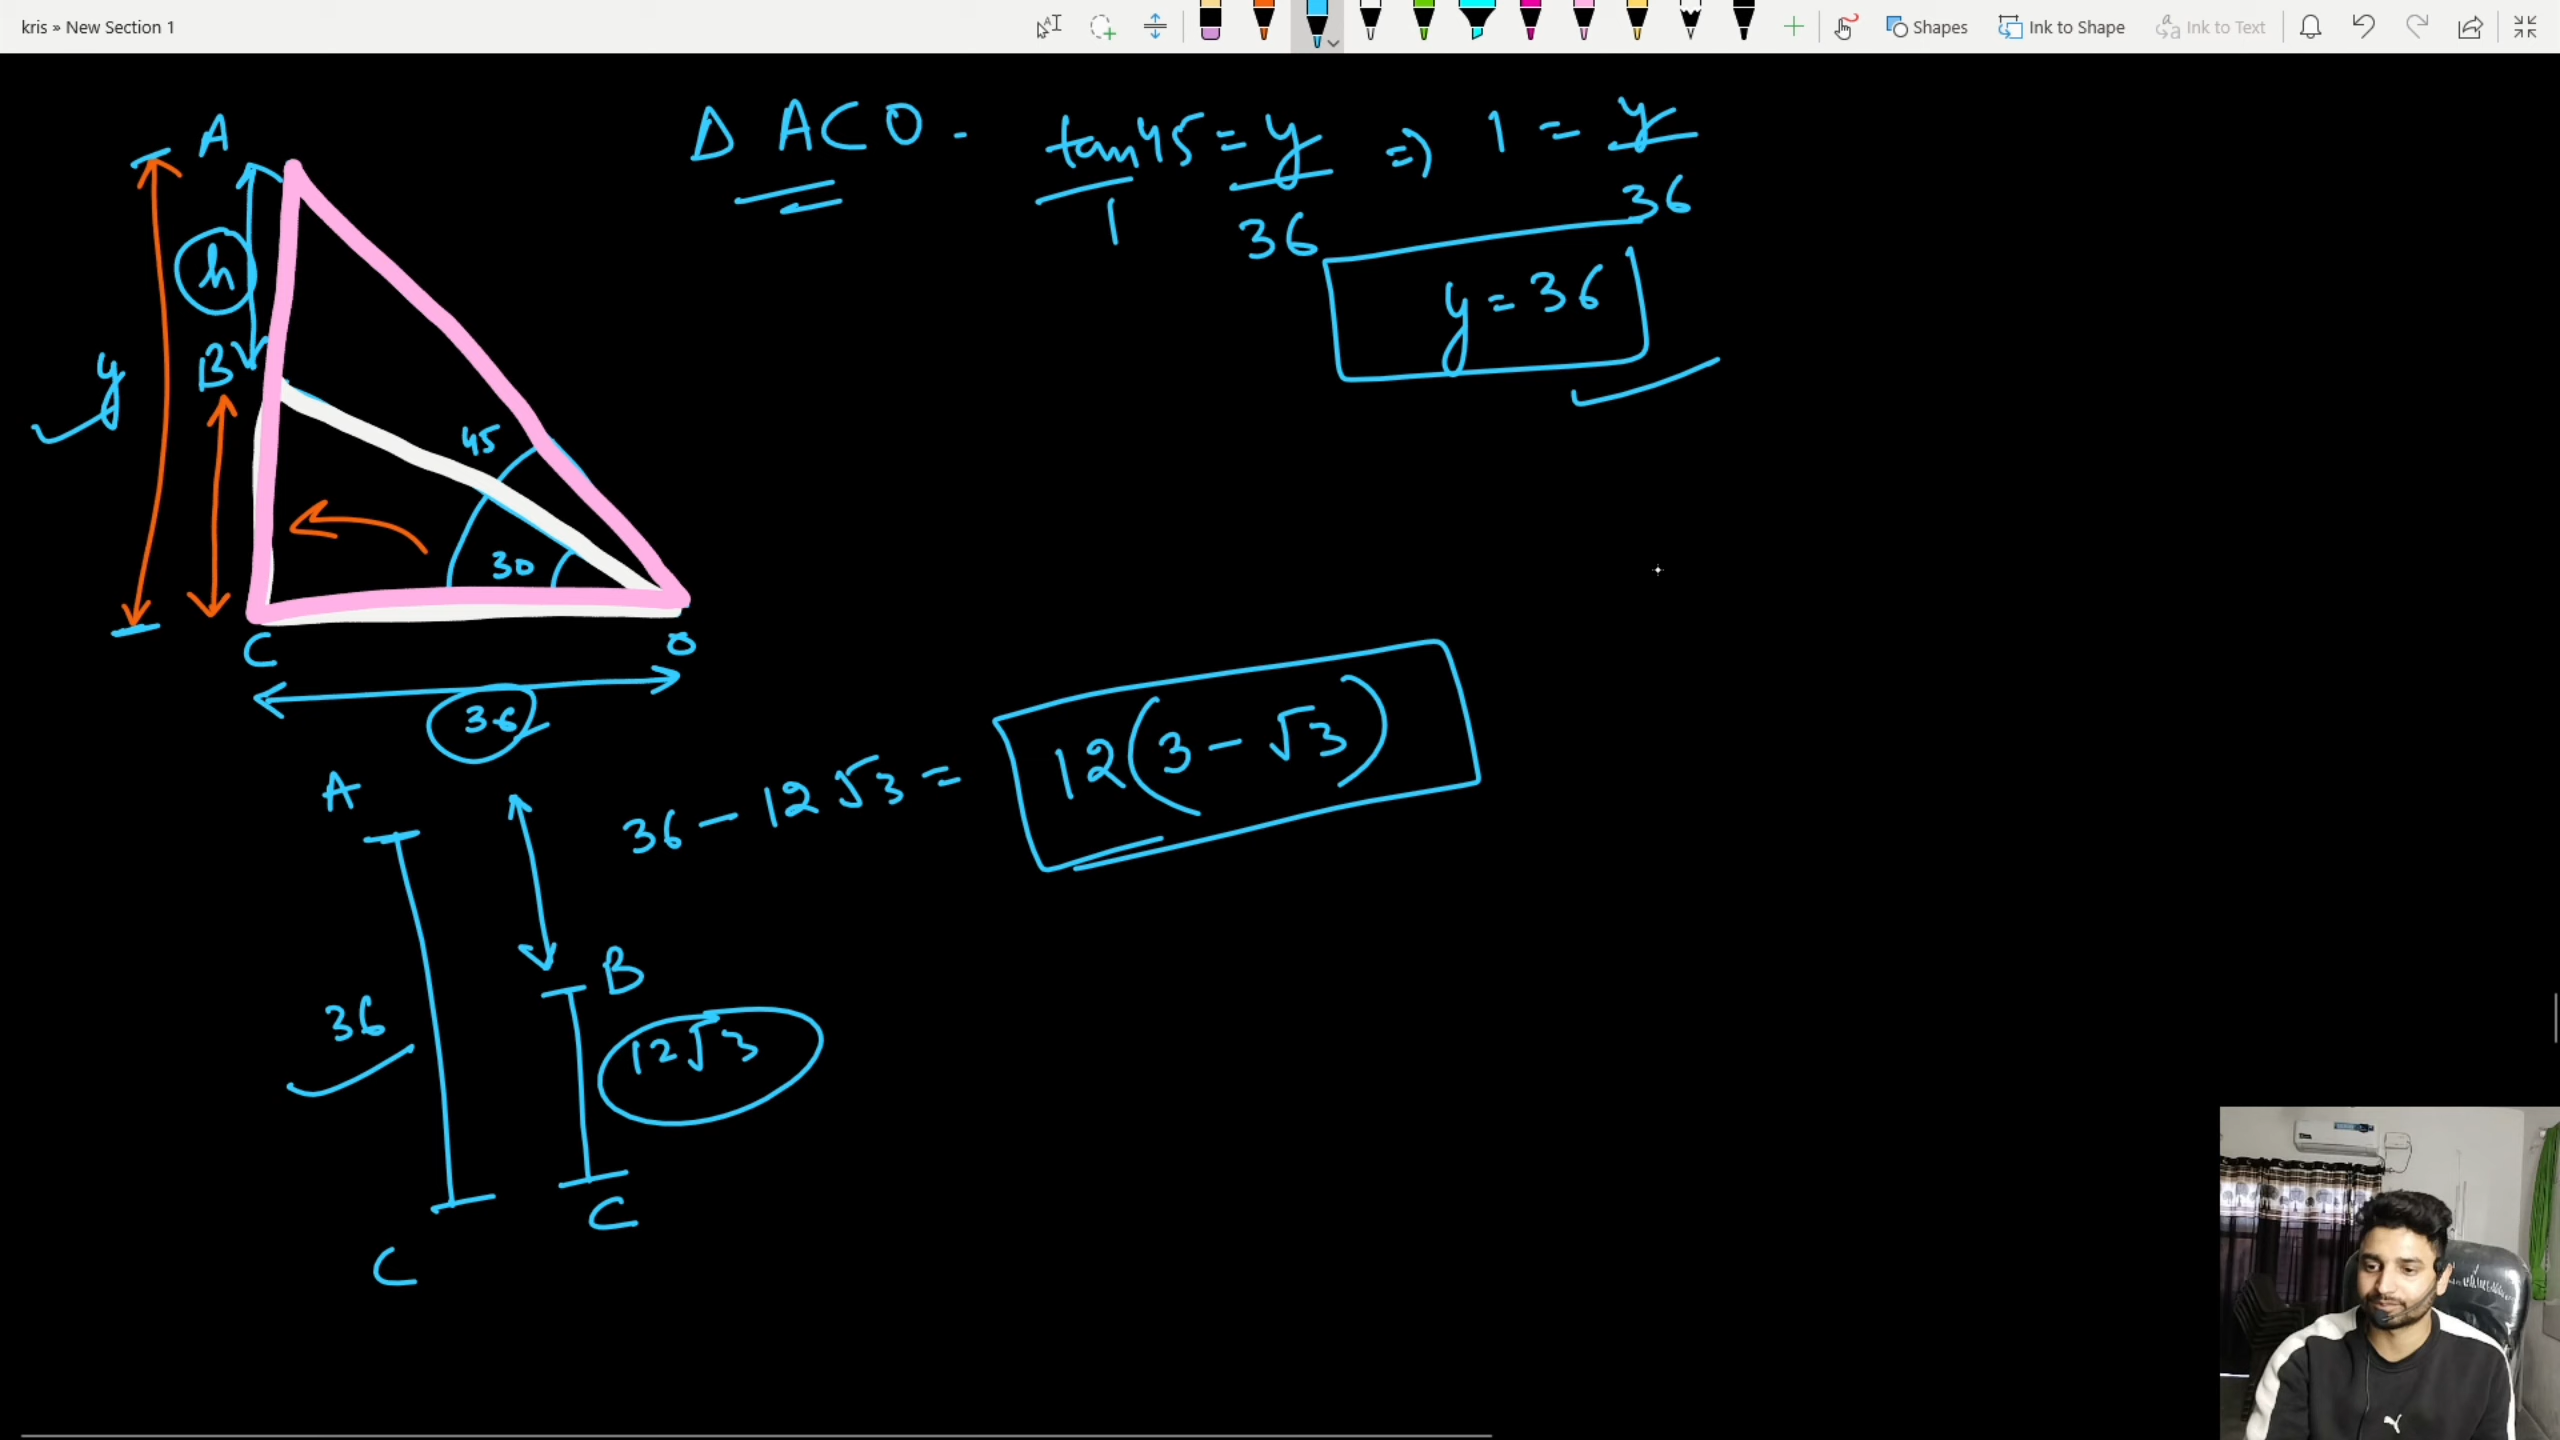 kris » New Section 1
Shapes
Ink to Shape
Ink to Text
Δ ACO -
tan45 = y/36 ⇒ 1 = y/36
1
y = 36
A
h
B
y
45
30
C
O
36
36 - 12√3 = 12(3 - √3)
A
B
36
12√3
C
C